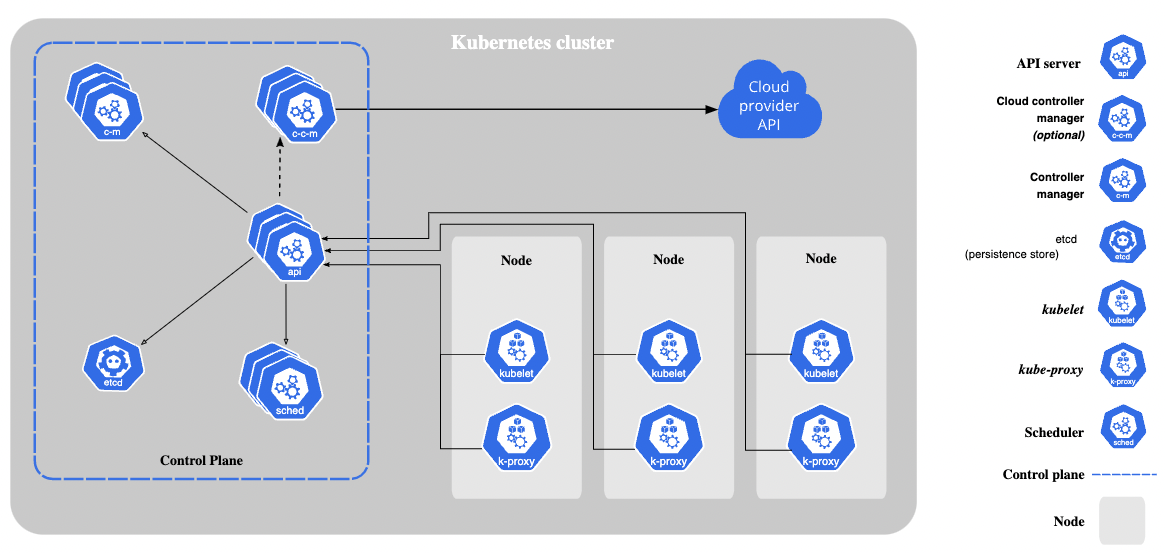 Kubernetes cluster
c-m
c-c-m
Cloud
provider
API
api
etcd
sched
Control Plane
Node
kubelet
k-proxy
Node
kubelet
k-proxy
Node
kubelet
k-proxy
API server
api
Cloud controller
manager
(optional)
c-c-m
Controller
manager
c-m
etcd
(persistence store)
etcd
kubelet
kubelet
kube-proxy
k-proxy
Scheduler
sched
Control plane
Node